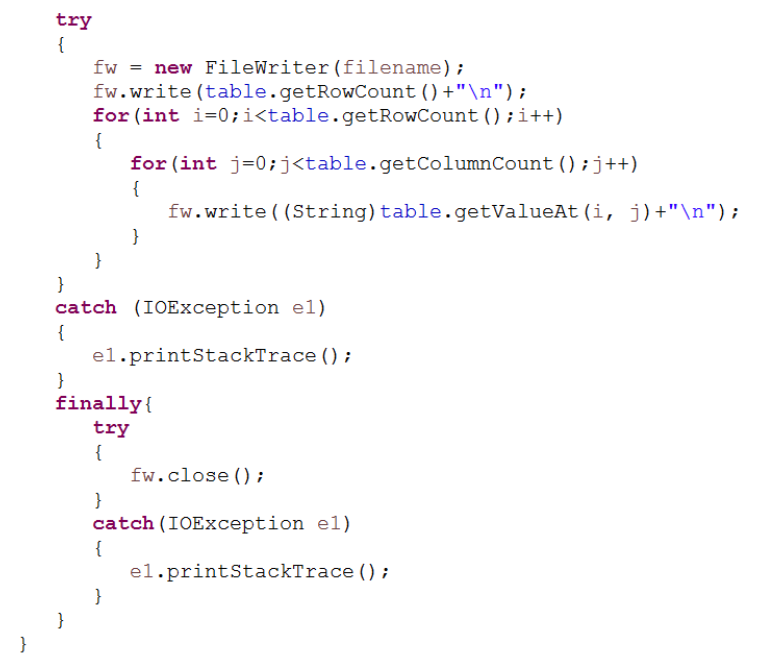 try
{
fw = new FileWriter(filename);
fw.write(table.getRowCount()+"\n");
for(int i=0;i<table.getRowCount();i++)
{
for(int j=0;j<table.getColumnCount();j++)
{
fw.write((String)table.getValueAt(i, j)+"\n");
}
}
}
catch (IOException e1)
{
e1.printStackTrace();
}
finally{
try
{
fw.close();
}
catch(IOException e1)
{
e1.printStackTrace();
}
}
}